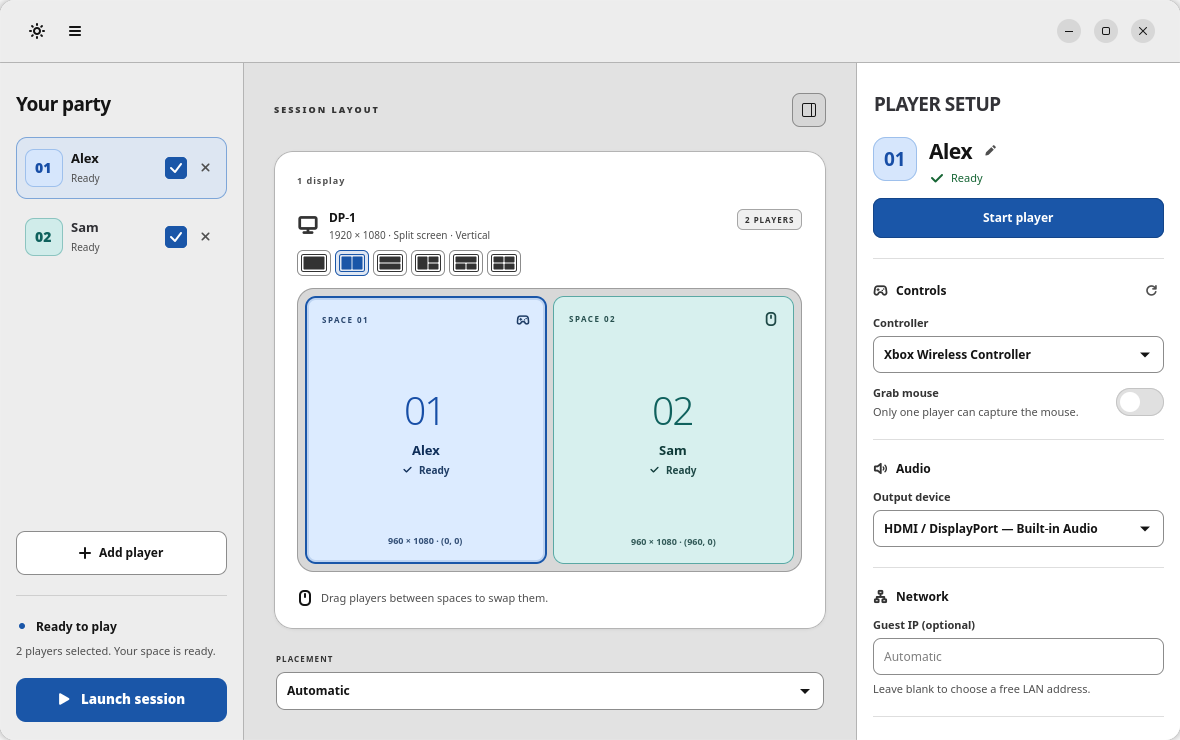 Your party
01
Alex
Ready
02
Sam
Ready
Add player
Ready to play
2 players selected. Your space is ready.
Launch session
SESSION LAYOUT
1 display
DP-1
1920 × 1080 · Split screen · Vertical
2 PLAYERS
SPACE 01
01
Alex
Ready
960 × 1080 · (0, 0)
SPACE 02
02
Sam
Ready
960 × 1080 · (960, 0)
Drag players between spaces to swap them.
PLACEMENT
Automatic
PLAYER SETUP
01
Alex
Ready
Start player
Controls
Controller
Xbox Wireless Controller
Grab mouse
Only one player can capture the mouse.
Audio
Output device
HDMI / DisplayPort — Built-in Audio
Network
Guest IP (optional)
Automatic
Leave blank to choose a free LAN address.